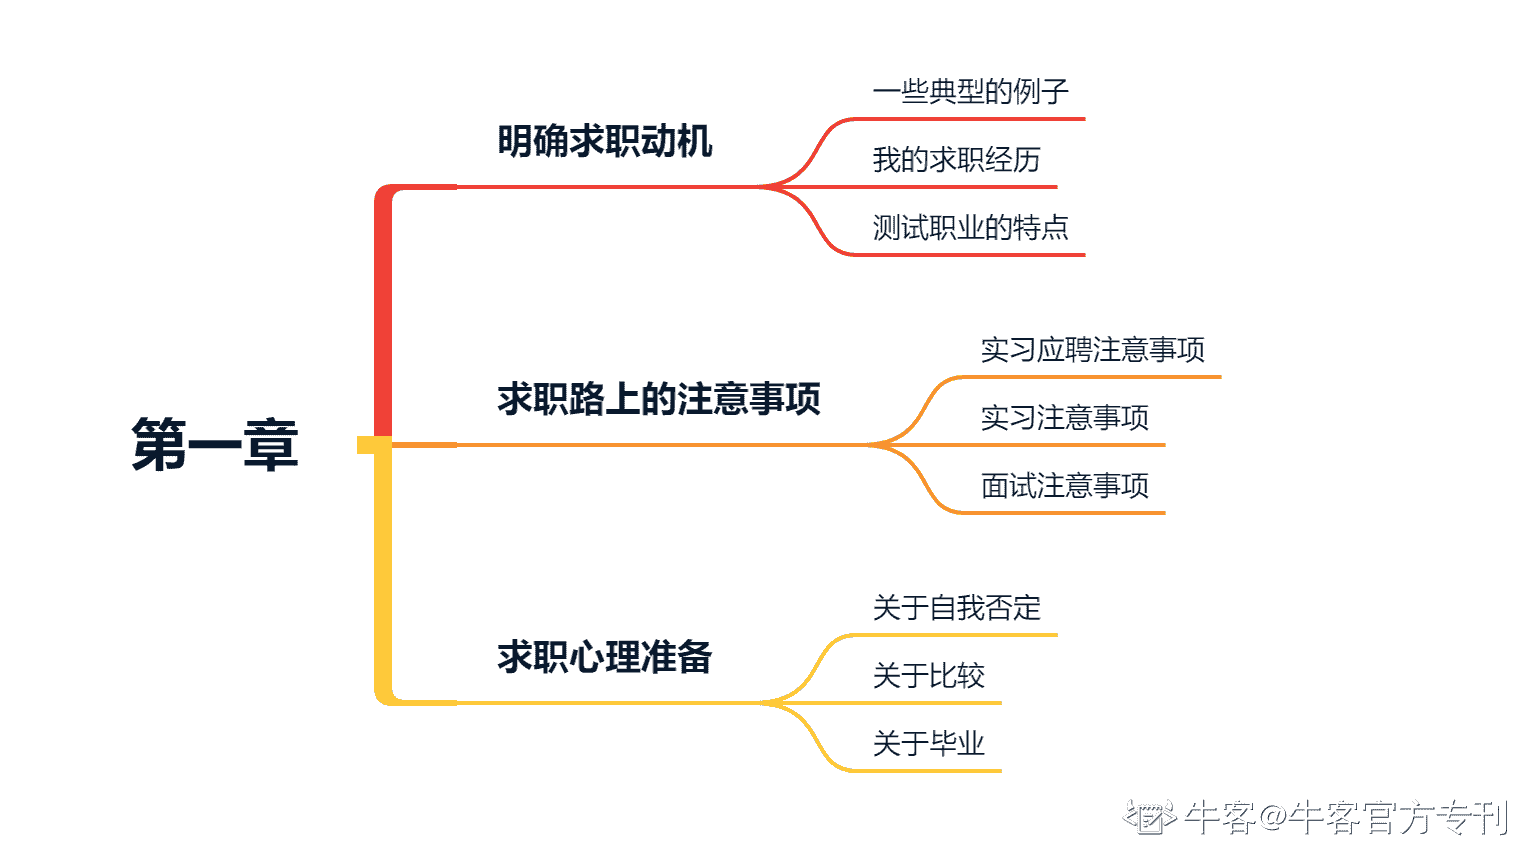 第一章
明确求职动机
一些典型的例子
我的求职经历
测试职业的特点
求职路上的注意事项
实习应聘注意事项
实习注意事项
面试注意事项
求职心理准备
关于自我否定
关于比较
关于毕业
牛客@牛客官方专刊